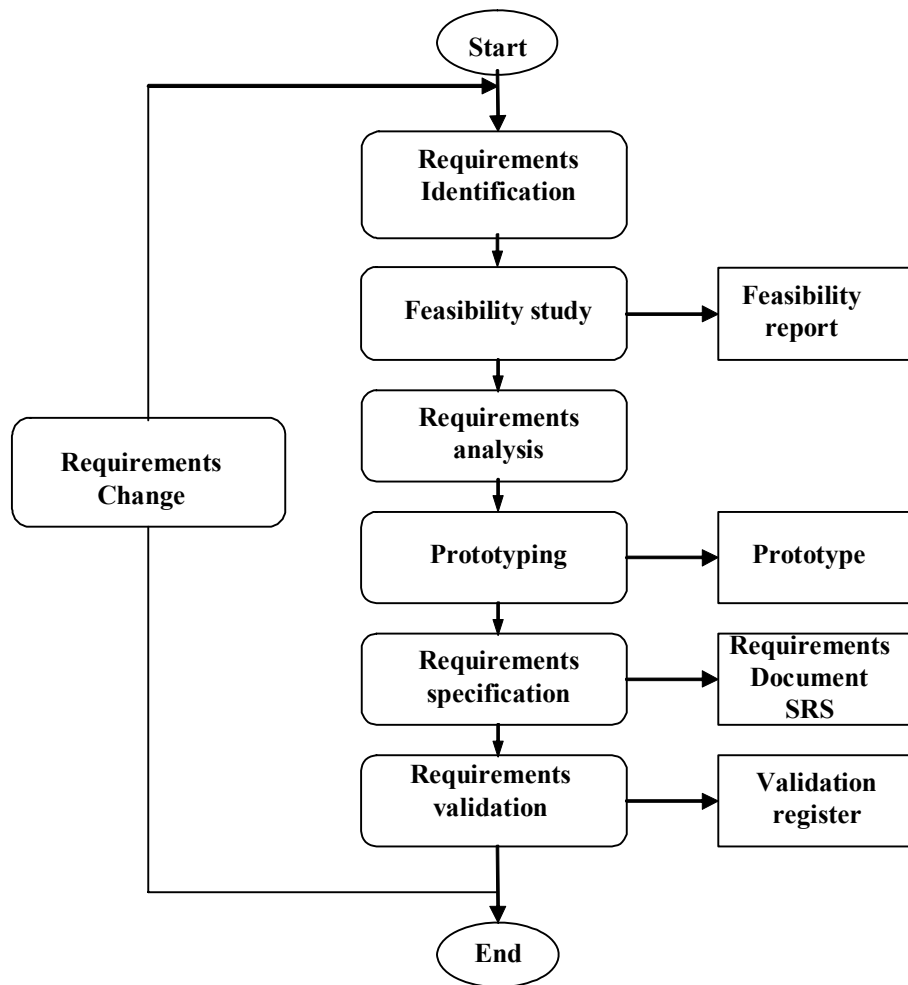 Start
Requirements
Identification
Feasibility study
Feasibility
report
Requirements
analysis
Requirements
Change
Prototyping
Prototype
Requirements
specification
Requirements
Document
SRS
Requirements
validation
Validation
register
End